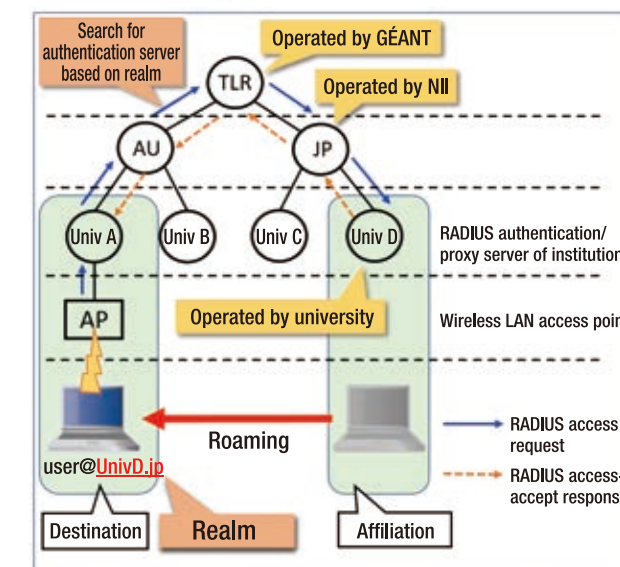 Search for
authentication server
based on realm
Operated by GÉANT
TLR
Operated by NII
AU
JP
Univ A
Univ B
Univ C
Univ D
RADIUS authentication/
proxy server of institution
AP
Operated by university
Wireless LAN access poin
Roaming
user@UnivD.jp
RADIUS access
request
RADIUS access-
accept respons
Destination
Realm
Affiliation